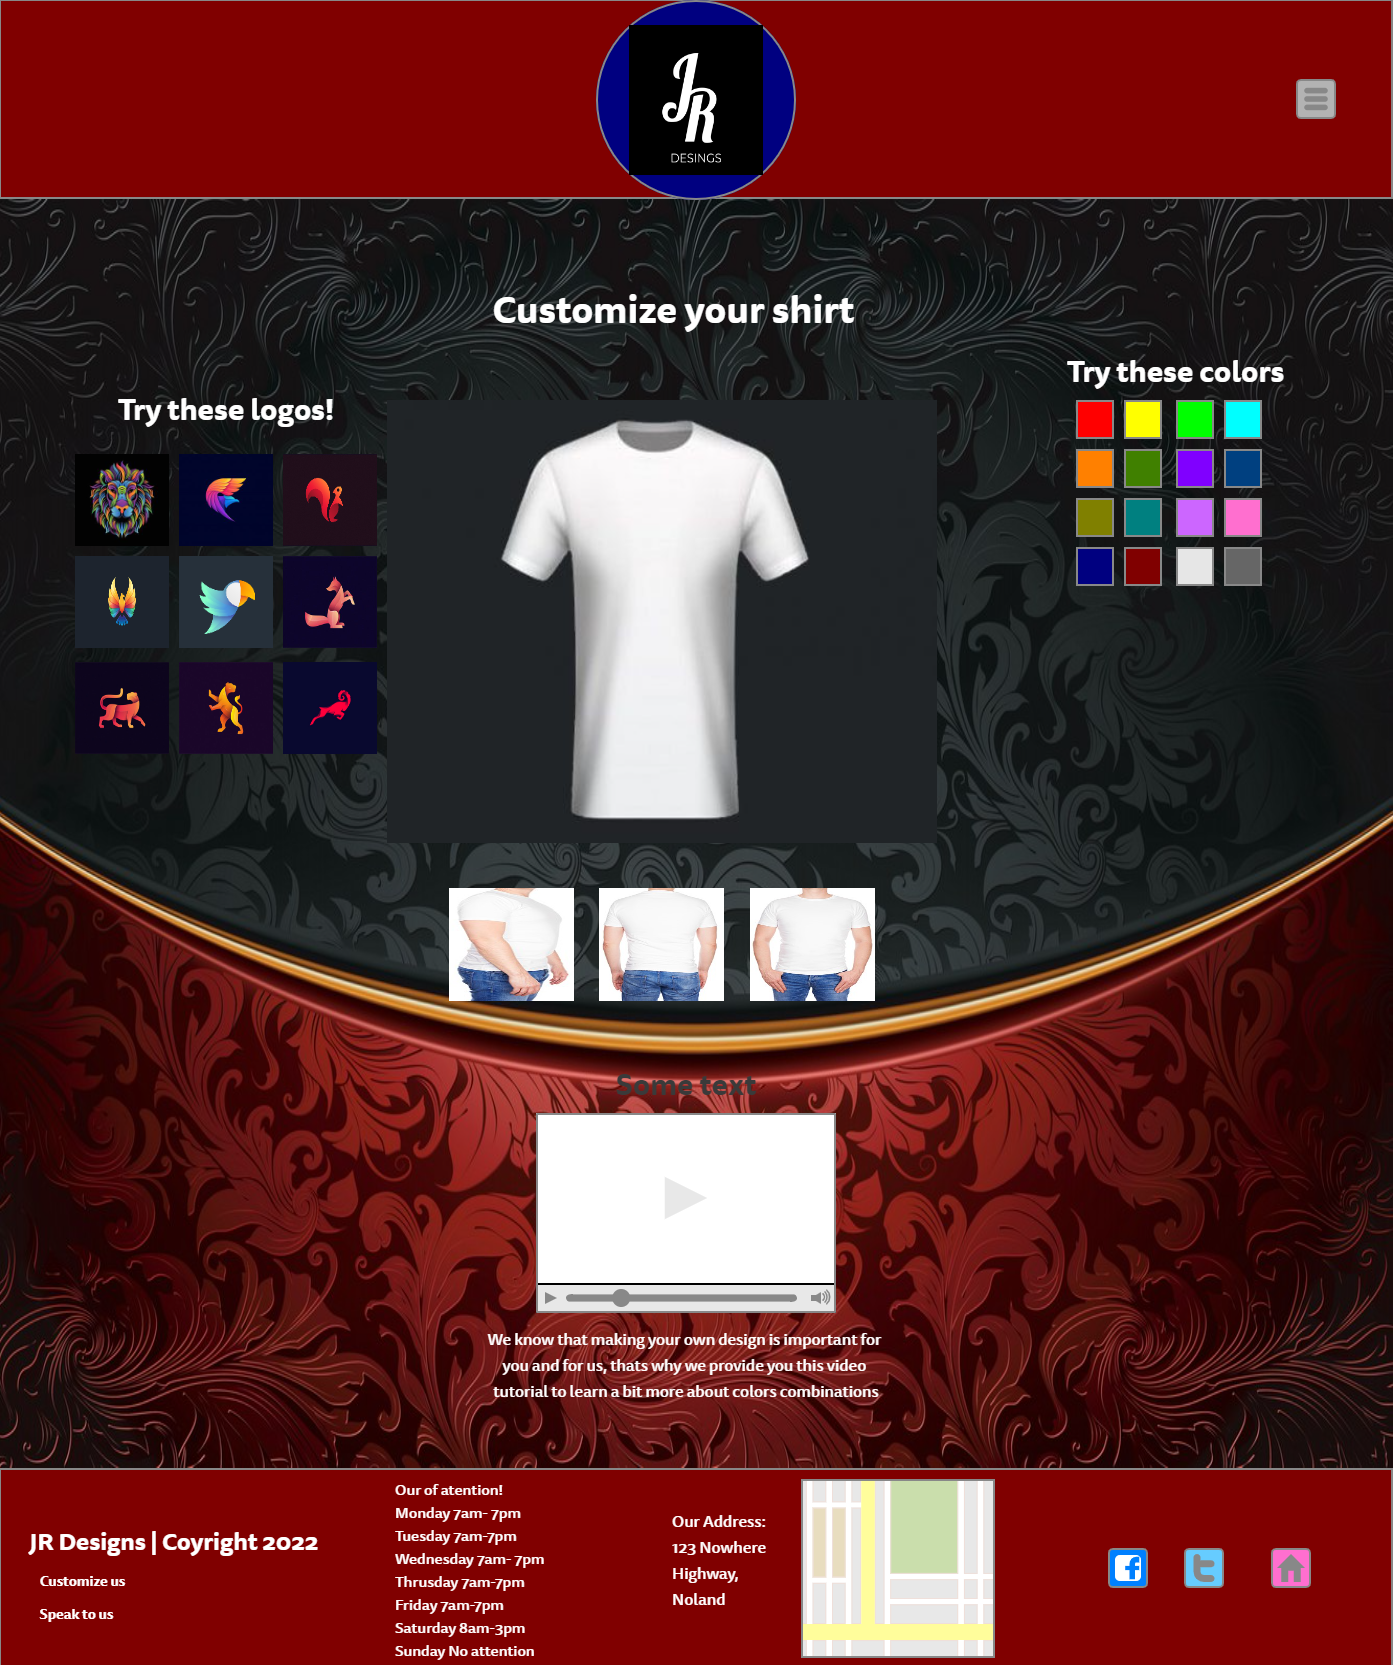 JR
DESINGS
Customize your shirt
Try these colors
Try these logos!
Some text
We know that making your own design is important for
you and for us, thats why we provide you this video
tutorial to learn a bit more about colors combinations
JR Designs | Coyright 2022
Customize us
Speak to us
Our of atention!
Monday 7am- 7pm
Tuesday 7am-7pm
Wednesday 7am- 7pm
Thrusday 7am-7pm
Friday 7am-7pm
Saturday 8am-3pm
Sunday No attention
Our Address:
123 Nowhere
Highway,
Noland